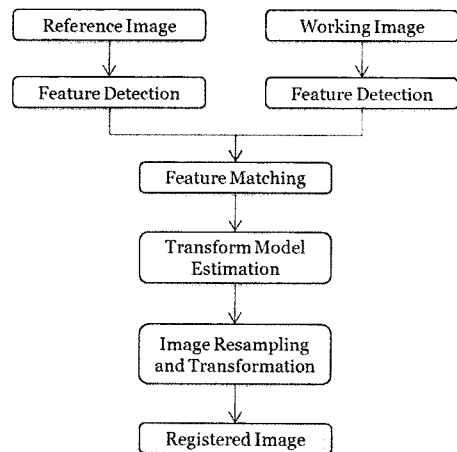 Reference Image
Working Image
Feature Detection
Feature Detection
Feature Matching
Transform Model
Estimation
Image Resampling
and Transformation
Registered Image